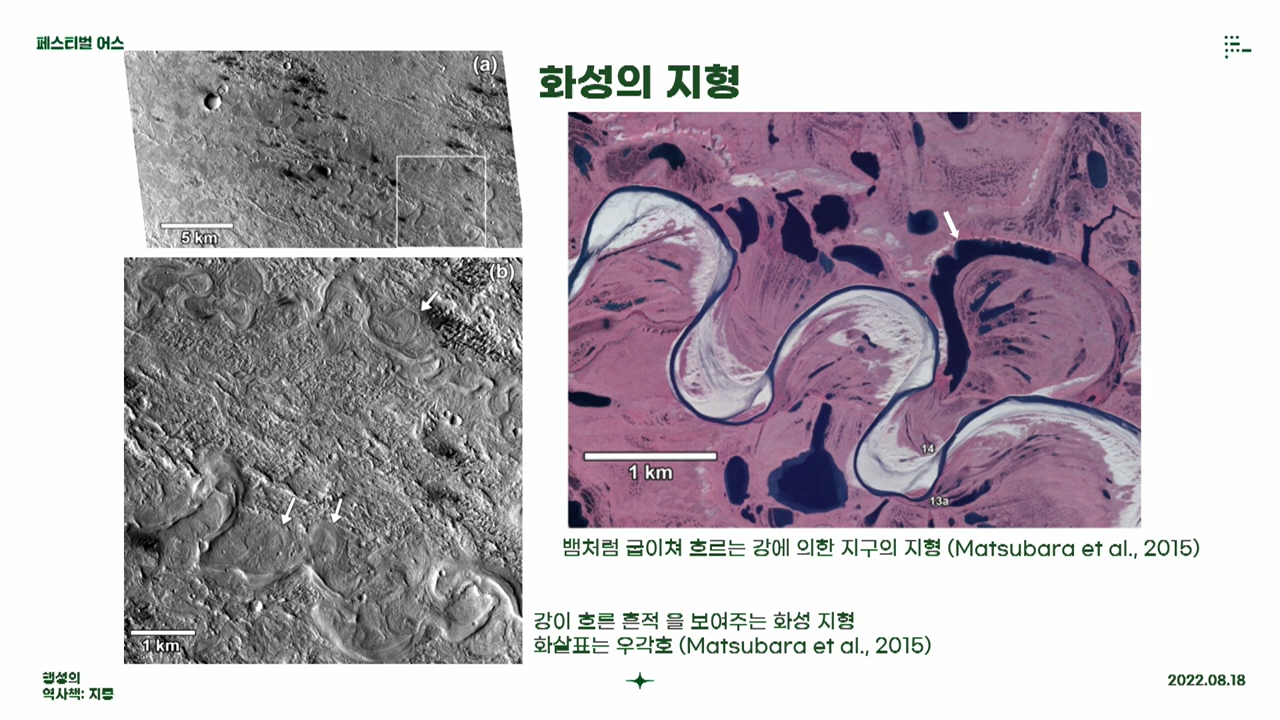 페스티벌 어스
화성의 지형
(a)
5 km
(b)
1 km
14
13a
1 km
뱀처럼 굽이쳐 흐르는 강에 의한 지구의 지형 (Matsubara et al., 2015)
강이 흐른 흔적 을 보여주는 화성 지형
화살표는 우각호 (Matsubara et al., 2015)
행성의
역사책: 지층
2022.08.18